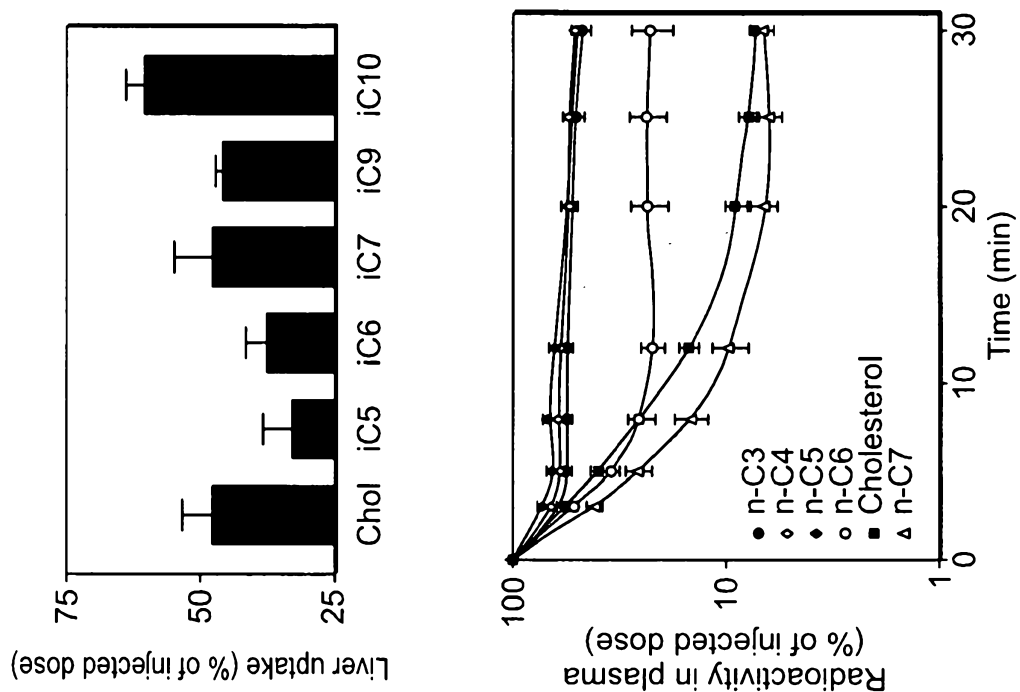 75
50
25
Liver uptake (% of injected dose)
Chol
iC5
iC6
iC7
iC9
iC10
100
10
1
Radioactivity in plasma
(% of injected dose)
n-C3
n-C4
n-C5
n-C6
Cholesterol
n-C7
0
10
20
30
Time (min)